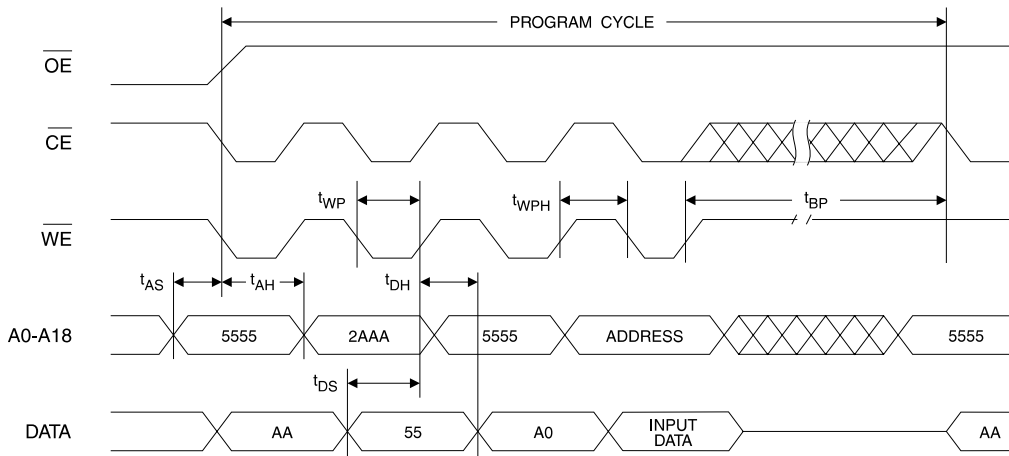 PROGRAM CYCLE
OE
CE
tWP
tWPH
tBP
WE
tAS
tAH
tDH
A0-A18
5555
2AAA
5555
ADDRESS
5555
tDS
DATA
AA
55
A0
INPUT
DATA
AA